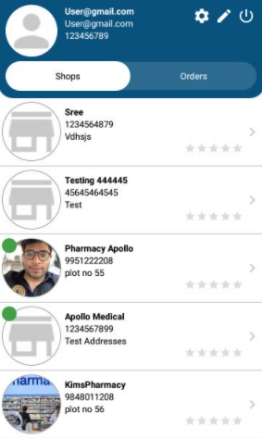 User@gmail.com
User@gmail.com
123456789
Shops
Orders
Sree
1234564879
Vdhsjs
Testing 444445
45645464545
Test
Pharmacy Apollo
9951222208
plot no 55
Apollo Medical
1234567899
Test Addresses
harma
KimsPharmacy
9848011208
plot no 56